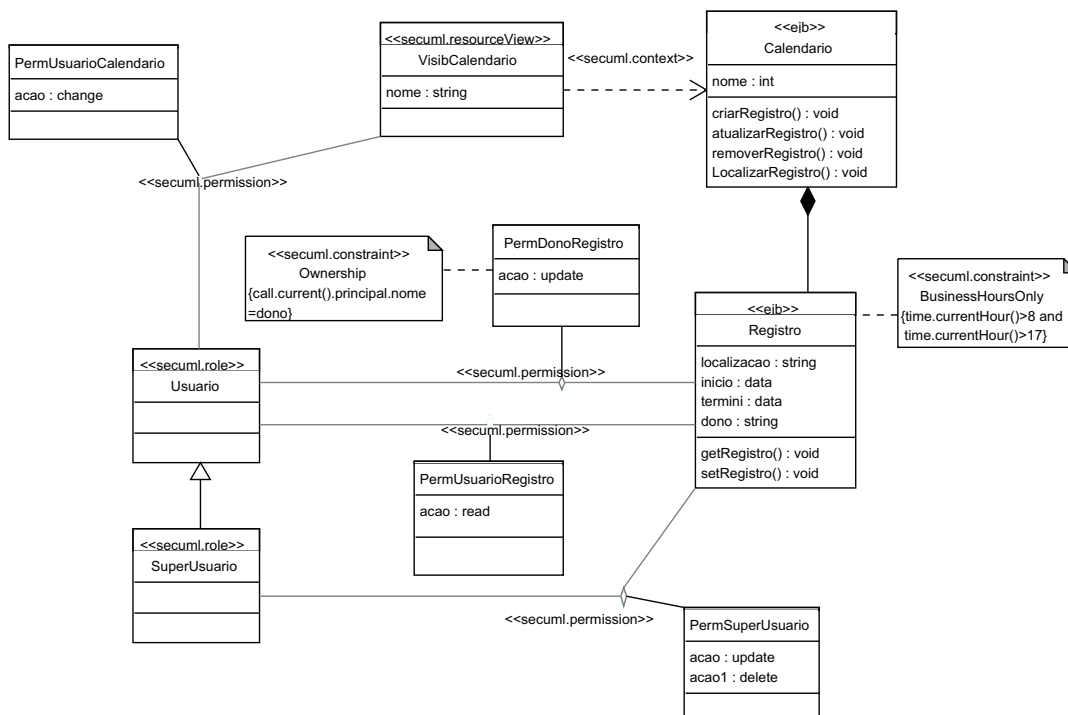 PermUsuarioCalendario
acao : change
<<secuml.resourceView>>
VisibCalendario
nome : string
<<secuml.context>>
<<ejb>>
Calendario
nome : int
criarRegistro() : void
atualizarRegistro() : void
removerRegistro() : void
LocalizarRegistro() : void
<<secuml.permission>>
<<secuml.constraint>>
Ownership
{call.current().principal.nome
=dono}
PermDonoRegistro
acao : update
<<ejb>>
Registro
localizacao : string
inicio : data
termini : data
dono : string
getRegistro() : void
setRegistro() : void
<<secuml.constraint>>
BusinessHoursOnly
{time.currentHour()>8 and
time.currentHour()>17}
<<secuml.role>>
Usuario
<<secuml.permission>>
<<secuml.permission>>
PermUsuarioRegistro
acao : read
<<secuml.role>>
SuperUsuario
<<secuml.permission>>
PermSuperUsuario
acao : update
acao1 : delete